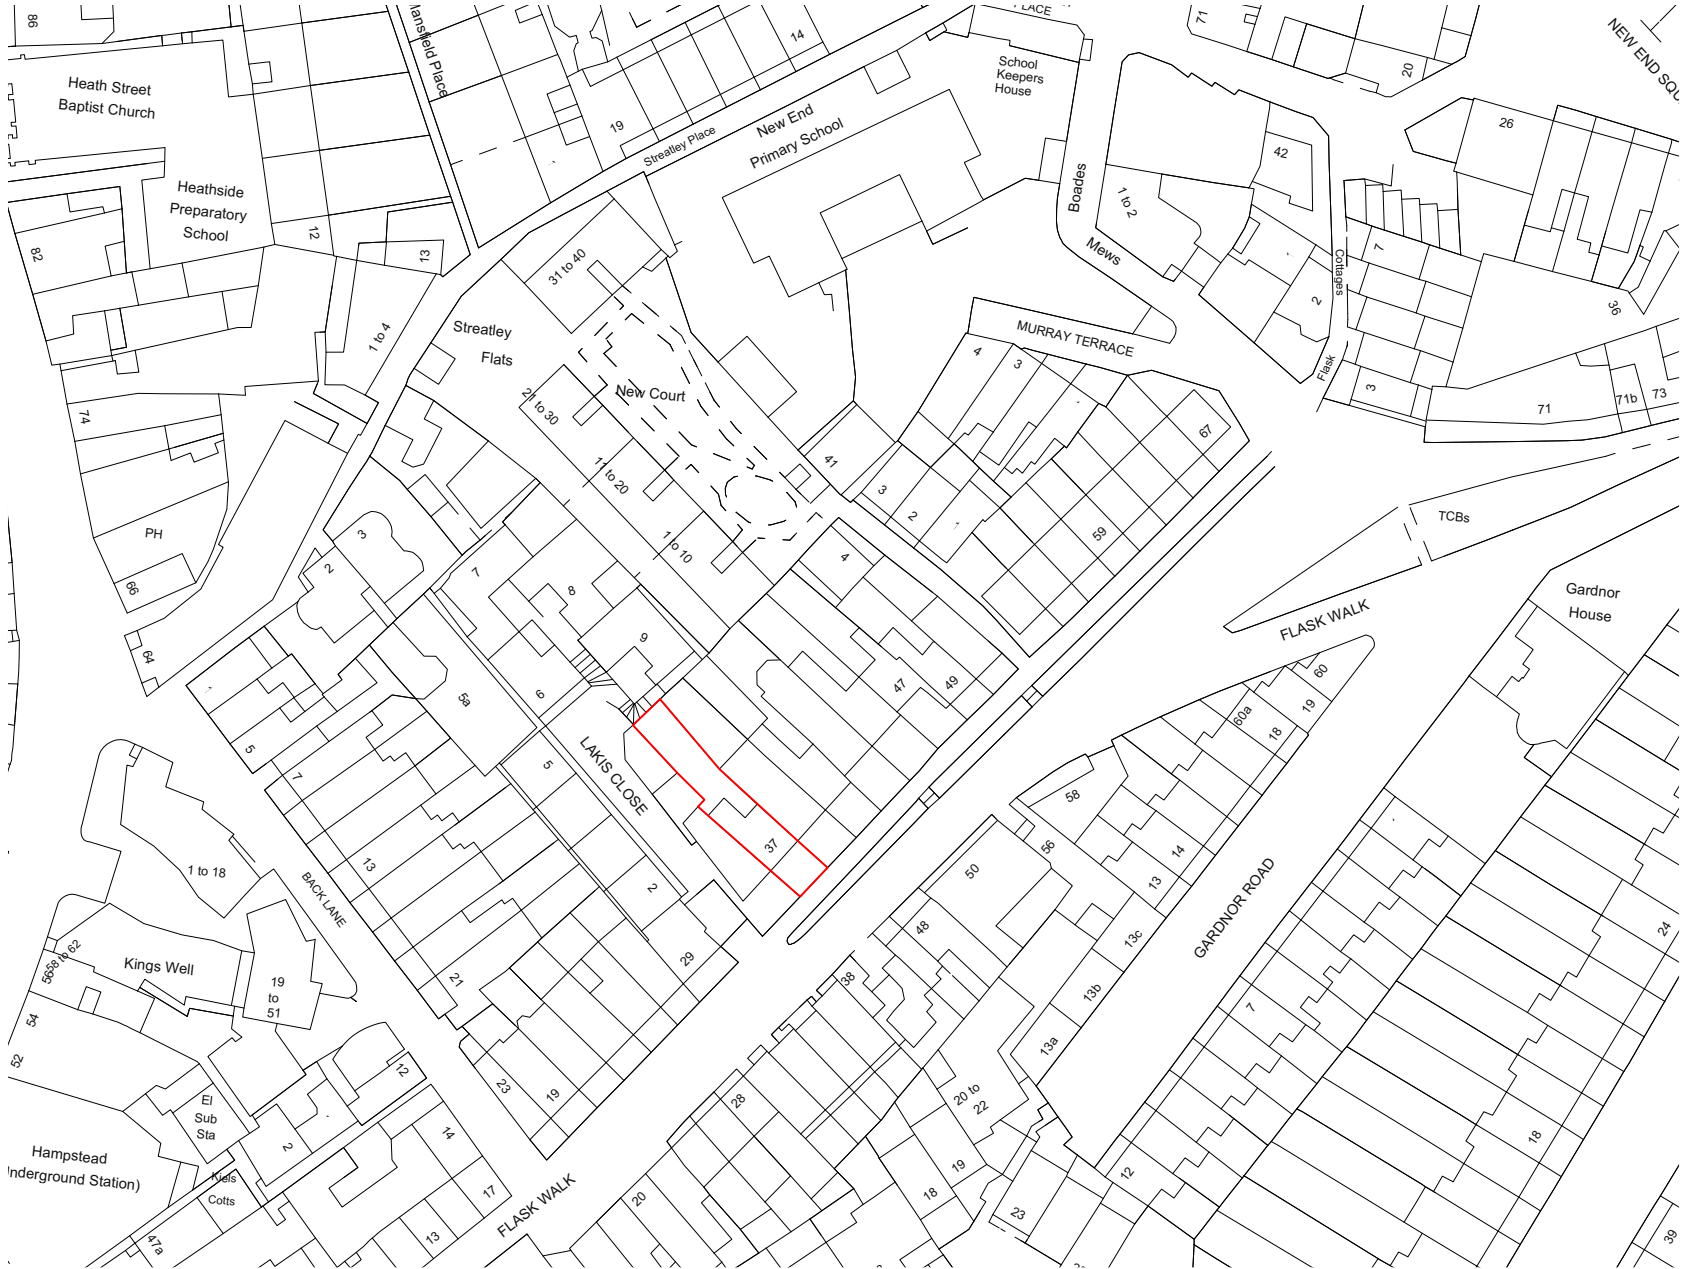 86
Mansfield Place
14
PLACE
71
NEW END SQU
20
Heath Street
Baptist Church
School
Keepers
House
19
Streatley Place
New End
Primary School
26
42
Boades
Mews
1 to 2
Heathside
Preparatory
School
12
13
82
31 to 40
7
Cottages
2
36
1 to 4
Streatley
Flats
MURRAY TERRACE
4
3
Flask
3
New Court
21 to 30
74
71
71b
73
67
41
11 to 20
3
2
59
TCBs
PH
3
1 to 10
4
2
7
8
66
Gardnor
House
FLASK WALK
64
9
1
5a
6
47
49
60
5
60a
19
18
7
LAKIS CLOSE
5
58
37
56
14
13
1 to 18
50
13
BACK LANE
2
GARDNOR ROAD
48
13c
24
58 to 62
56
Kings Well
29
21
38
19
to
51
13b
7
54
52
13a
12
23
19
28
20 to
22
El
Sub
Sta
2
14
18
Hampstead
(Underground Station)
Kiels
Cotts
17
19
12
18
20
FLASK WALK
23
13
47a
39